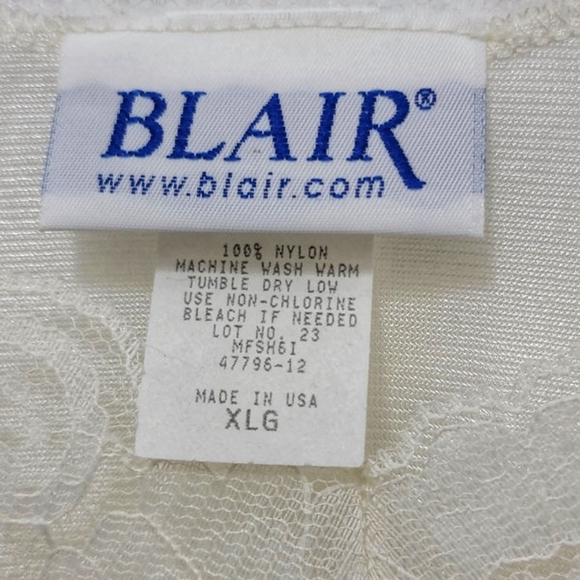 BLAIR®
www.blair.com
100% NYLON
MACHINE WASH WARM
TUMBLE DRY LOW
USE NON-CHLORINE
BLEACH IF NEEDED
LOT NO. 23
MFSH6I
47796-12
MADE IN USA
XLG